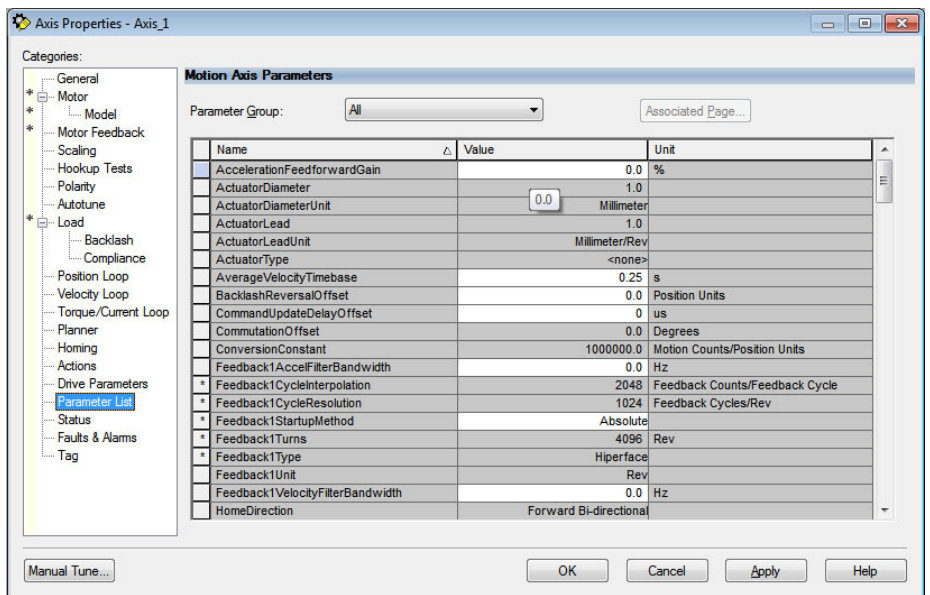 Axis Properties - Axis_1
Categories:
General
* Motor
* Model
* Motor Feedback
Scaling
Hookup Tests
Polarity
Autotune
* Load
Backlash
Compliance
Position Loop
Velocity Loop
Torque/Current Loop
Planner
Homing
Actions
Drive Parameters
Parameter List
Status
Faults & Alarms
Tag
Motion Axis Parameters
Parameter Group: All Associated Page...
Name Value Unit
AccelerationFeedforwardGain 0.0 %
ActuatorDiameter 1.0
0.0
ActuatorDiameterUnit Millimeter
ActuatorLead 1.0
ActuatorLeadUnit Millimeter/Rev
ActuatorType <none>
AverageVelocityTimebase 0.25 s
BacklashReversalOffset 0.0 Position Units
CommandUpdateDelayOffset 0 us
CommutationOffset 0.0 Degrees
ConversionConstant 1000000.0 Motion Counts/Position Units
Feedback1AccelFilterBandwidth 0.0 Hz
* Feedback1CycleInterpolation 2048 Feedback Counts/Feedback Cycle
* Feedback1CycleResolution 1024 Feedback Cycles/Rev
* Feedback1StartupMethod Absolute
* Feedback1Turns 4096 Rev
* Feedback1Type Hiperface
Feedback1Unit Rev
Feedback1VelocityFilterBandwidth 0.0 Hz
HomeDirection Forward Bi-directional
Manual Tune... OK Cancel Apply Help